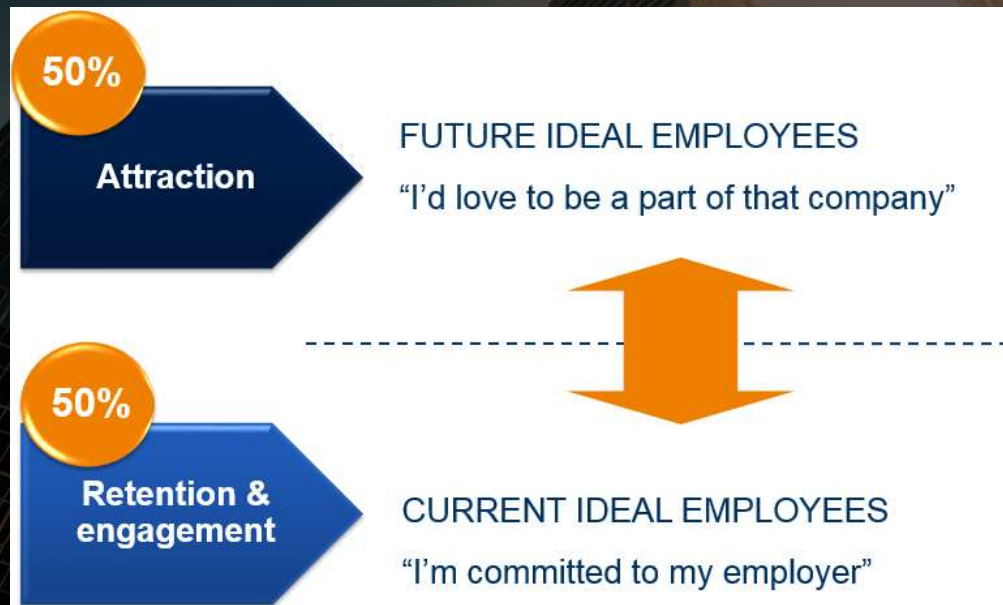 50%
Attraction
FUTURE IDEAL EMPLOYEES
“I’d love to be a part of that company”
50%
Retention &
engagement
CURRENT IDEAL EMPLOYEES
“I’m committed to my employer”